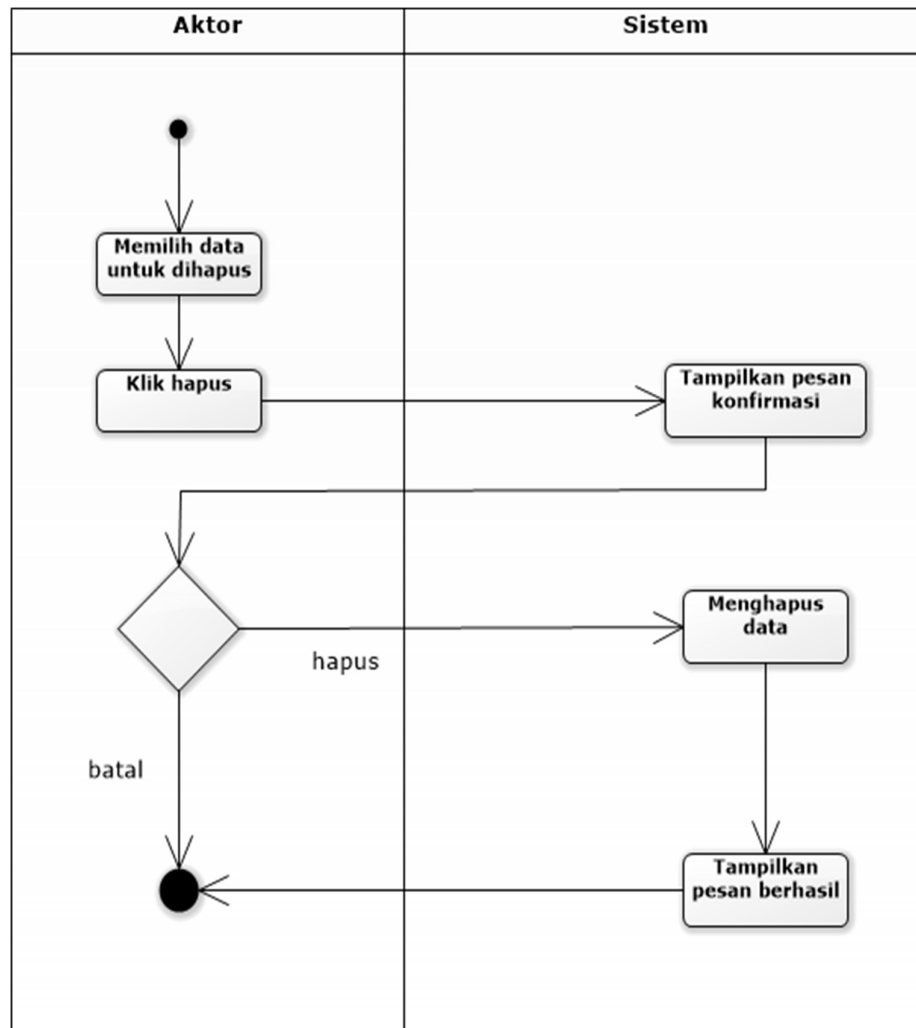 Aktor
Sistem
Memilih data
untuk dihapus
Klik hapus
Tampilkan pesan
konfirmasi
hapus
Menghapus
data
batal
Tampilkan
pesan berhasil